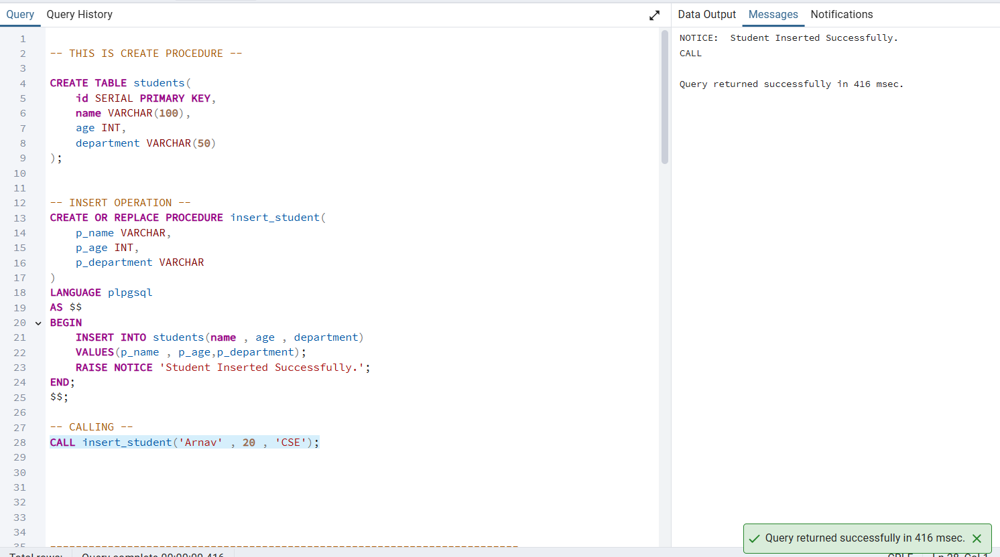 Query Query History
1
2 -- THIS IS CREATE PROCEDURE --
3
4 CREATE TABLE students(
5 id SERIAL PRIMARY KEY,
6 name VARCHAR(100),
7 age INT,
8 department VARCHAR(50)
9 );
10
11
12 -- INSERT OPERATION --
13 CREATE OR REPLACE PROCEDURE insert_student(
14 p_name VARCHAR,
15 p_age INT,
16 p_department VARCHAR
17 )
18 LANGUAGE plpgsql
19 AS $$
20 BEGIN
21 INSERT INTO students(name , age , department)
22 VALUES(p_name , p_age,p_department);
23 RAISE NOTICE 'Student Inserted Successfully.';
24 END;
25 $$;
26
27 -- CALLING --
28 CALL insert_student('Arnav' , 20 , 'CSE');
29
30
31
32
33
34
35 -------------------------------------------------------------------------
Data Output Messages Notifications
NOTICE:  Student Inserted Successfully.
CALL
Query returned successfully in 416 msec.
Query returned successfully in 416 msec.
Total rows: Query complete 00:00:00.416
CRLF Ln 28, Col 1